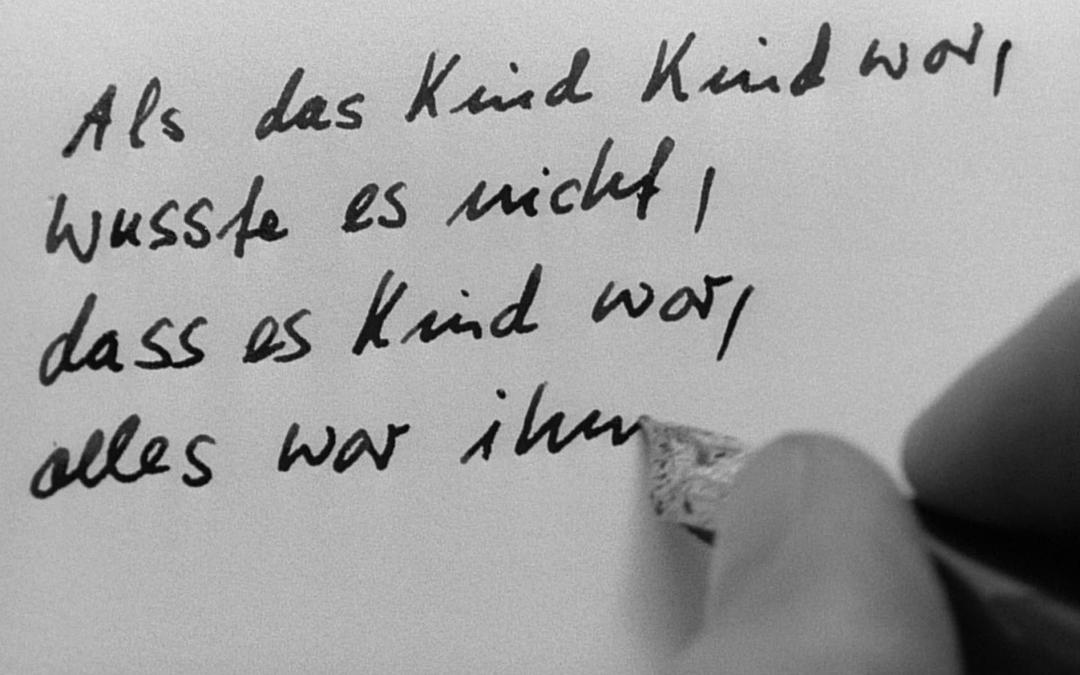 Als das Kind Kind war,
wusste es nicht,
dass es Kind war,
alles war ihm